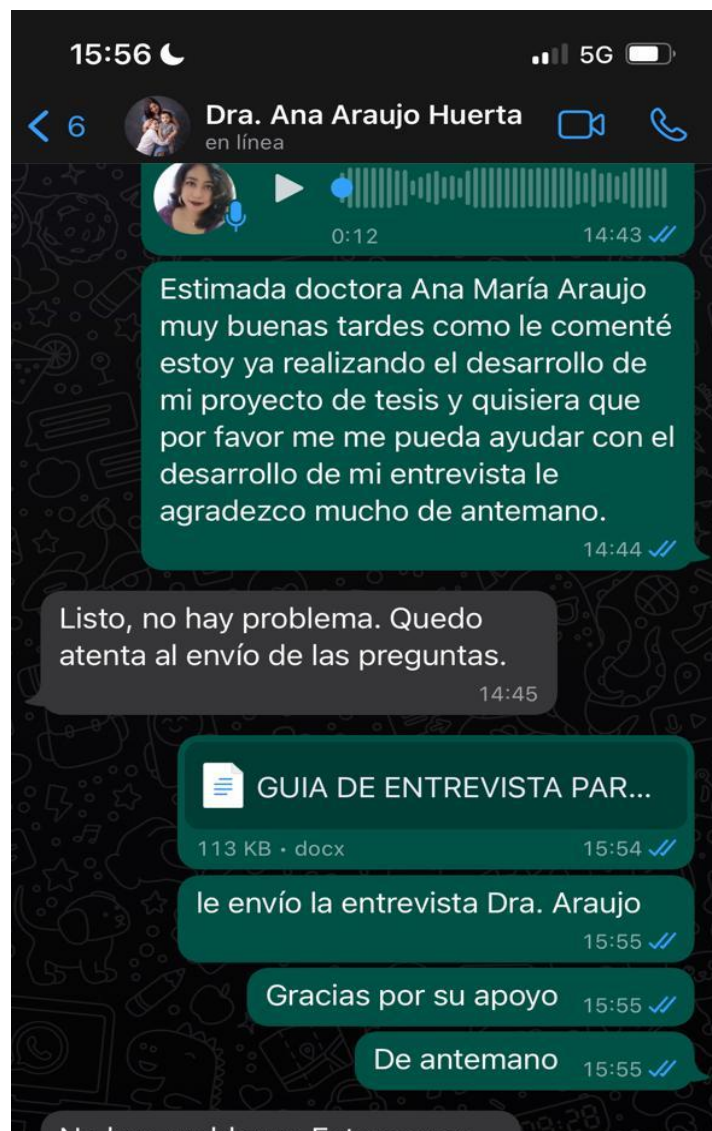 15:56
5G
6
Dra. Ana Araujo Huerta
en línea
0:12
14:43
Estimada doctora Ana María Araujo
muy buenas tardes como le comenté
estoy ya realizando el desarrollo de
mi proyecto de tesis y quisiera que
por favor me me pueda ayudar con el
desarrollo de mi entrevista le
agradezco mucho de antemano.
14:44
Listo, no hay problema. Quedo
atenta al envío de las preguntas.
14:45
GUIA DE ENTREVISTA PAR...
113 KB • docx
15:54
le envío la entrevista Dra. Araujo
15:55
Gracias por su apoyo
15:55
De antemano
15:55